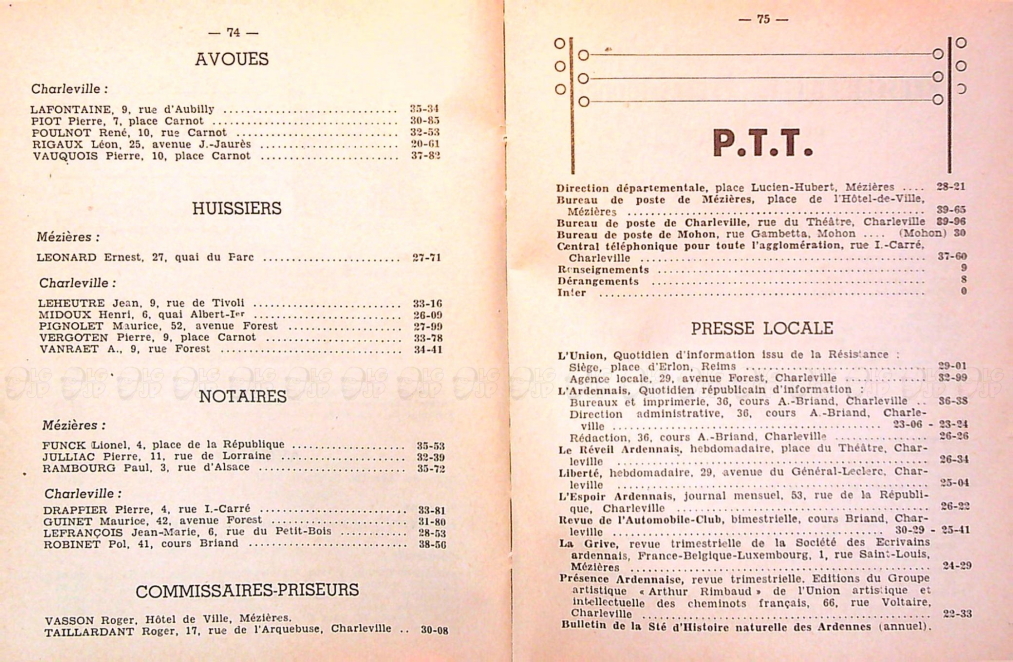 — 74 —
AVOUES
Charleville :
LAFONTAINE, 9, rue d'Aubilly .......................... 35-34
PIOT Pierre, 7, place Carnot .......................... 30-85
POULNOT René, 10, rue Carnot .......................... 32-53
RIGAUX Léon, 25, avenue J.-Jaurès .......................... 20-61
VAUQUOIS Pierre, 10, place Carnot .......................... 37-82
HUISSIERS
Mézières :
LEONARD Ernest, 27, quai du Parc .......................... 27-71
Charleville :
LEHEUTRE Jean, 9, rue de Tivoli .......................... 33-16
MIDOUX Henri, 6, quai Albert-Ier .......................... 26-09
PIGNOLET Maurice, 52, avenue Forest .......................... 27-99
VERGOTEN Pierre, 9, place Carnot .......................... 33-78
VANRAET A., 9, rue Forest .......................... 34-41
NOTAIRES
Mézières :
FUNCK Lionel, 4, place de la République .......................... 35-53
JULLIAC Pierre, 11, rue de Lorraine .......................... 32-39
RAMBOURG Paul, 3, rue d'Alsace .......................... 35-72
Charleville :
DRAPPIER Pierre, 4, rue I.-Carré .......................... 33-81
GUINET Maurice, 42, avenue Forest .......................... 31-80
LEFRANÇOIS Jean-Marie, 6, rue du Petit-Bois .......................... 28-53
ROBINET Pol, 41, cours Briand .......................... 38-56
COMMISSAIRES-PRISEURS
VASSON Roger, Hôtel de Ville, Mézières.
TAILLARDANT Roger, 17, rue de l'Arquebuse, Charleville .. 30-08
— 75 —
P.T.T.
Direction départementale, place Lucien-Hubert, Mézières .... 28-21
Bureau de poste de Mézières, place de l'Hôtel-de-Ville,
Mézières .......................... 39-65
Bureau de poste de Charleville, rue du Théâtre, Charleville 39-96
Bureau de poste de Mohon, rue Gambetta, Mohon .... (Mohon) 30
Central téléphonique pour toute l'agglomération, rue I.-Carré,
Charleville .......................... 37-60
Renseignements .......................... 9
Dérangements .......................... 8
Inter .......................... 0
PRESSE LOCALE
L'Union, Quotidien d'information issu de la Résistance :
Siège, place d'Erlon, Reims .......................... 29-01
Agence locale, 29, avenue Forest, Charleville .......... 32-99
L'Ardennais, Quotidien républicain d'information :
Bureaux et imprimerie, 36, cours A.-Briand, Charleville .. 36-38
Direction administrative, 36, cours A.-Briand, Charle-
ville .......................... 23-06 - 23-24
Rédaction, 36, cours A.-Briand, Charleville .......... 26-26
Le Réveil Ardennais, hebdomadaire, place du Théâtre, Char-
leville .......................... 26-34
Liberté, hebdomadaire, 29, avenue du Général-Leclerc, Char-
leville .......................... 25-04
L'Espoir Ardennais, journal mensuel, 53, rue de la Républi-
que, Charleville .......................... 26-22
Revue de l'Automobile-Club, bimestrielle, cours Briand, Char-
leville .......................... 30-29 - 25-41
La Grive, revue trimestrielle de la Société des Ecrivains
ardennais, France-Belgique-Luxembourg, 1, rue Saint-Louis,
Mézières .......................... 24-29
Présence Ardennaise, revue trimestrielle, Editions du Groupe
artistique « Arthur Rimbaud » de l'Union artistique et
intellectuelle des cheminots français, 66, rue Voltaire,
Charleville .......................... 22-33
Bulletin de la Sté d'Histoire naturelle des Ardennes (annuel).